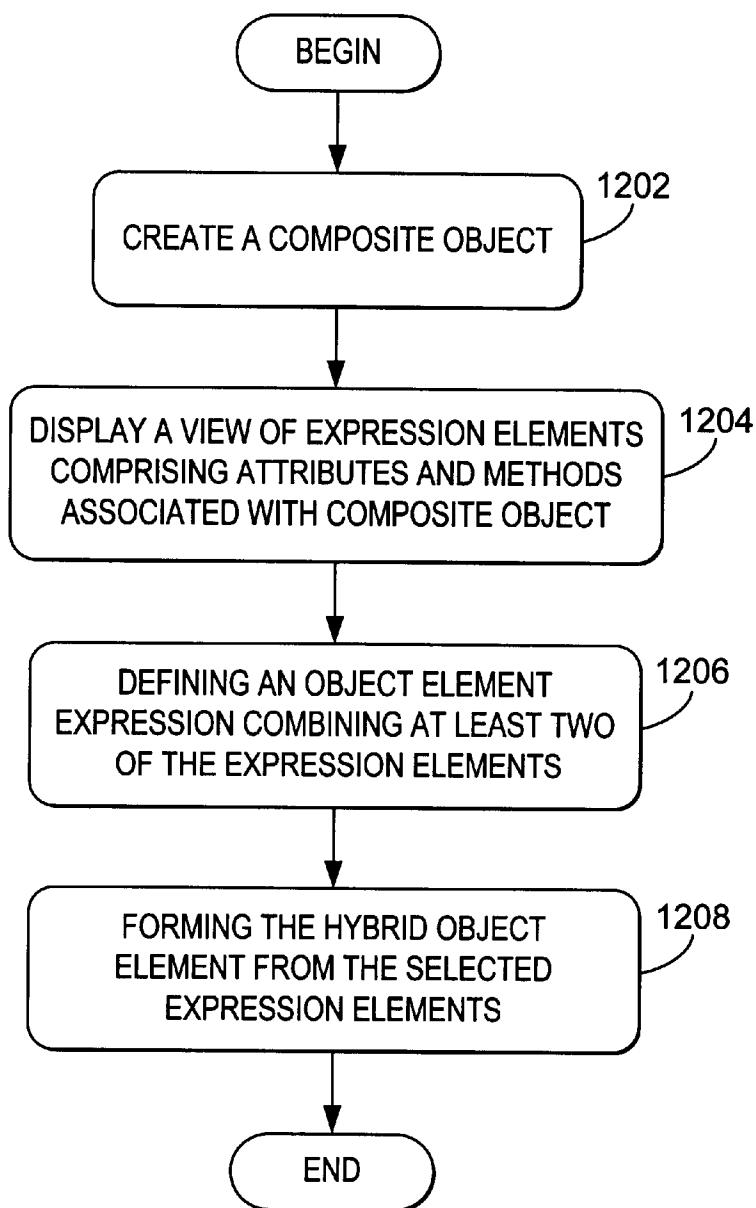 BEGIN
1202
CREATE A COMPOSITE OBJECT
1204
DISPLAY A VIEW OF EXPRESSION ELEMENTS
COMPRISING ATTRIBUTES AND METHODS
ASSOCIATED WITH COMPOSITE OBJECT
1206
DEFINING AN OBJECT ELEMENT
EXPRESSION COMBINING AT LEAST TWO
OF THE EXPRESSION ELEMENTS
1208
FORMING THE HYBRID OBJECT
ELEMENT FROM THE SELECTED
EXPRESSION ELEMENTS
END